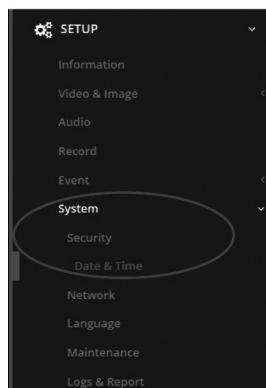 SETUP
Information
Video & Image
Audio
Record
Event
System
Security
Date & Time
Network
Language
Maintenance
Logs & Report